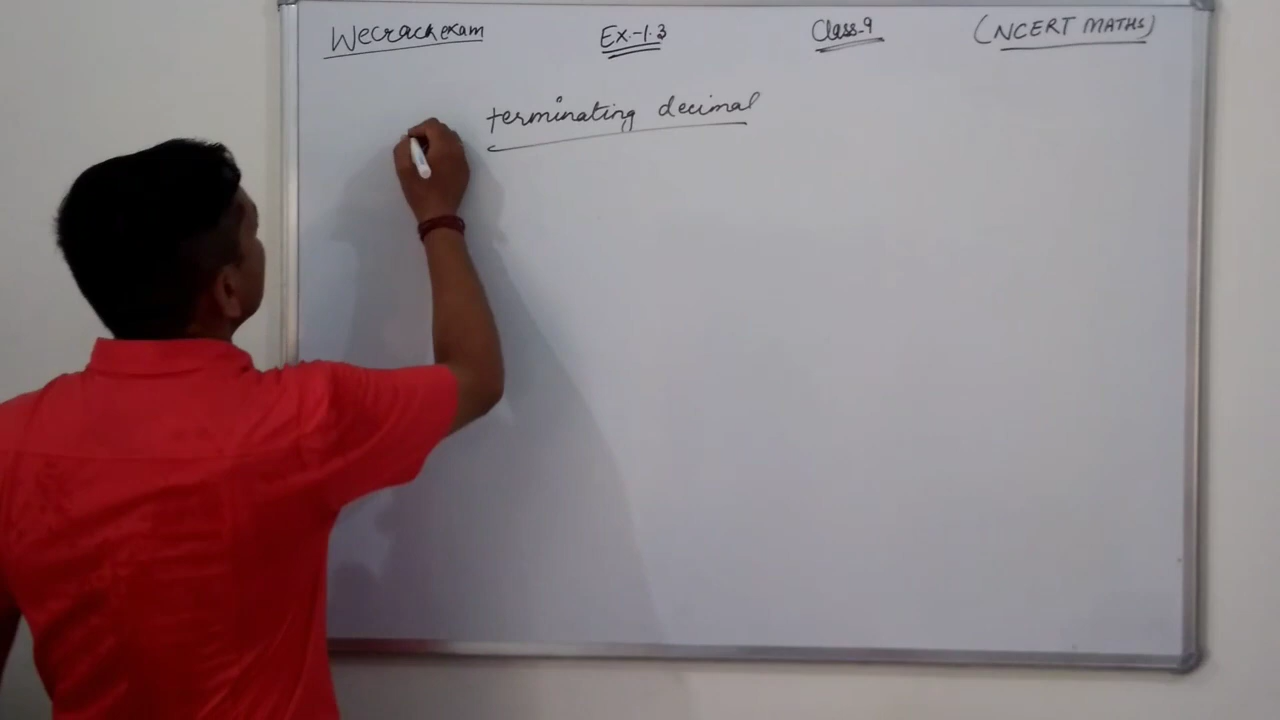 Wecrackexam Ex.-1.3 Class-9 (NCERT MATHS)
terminating decimal